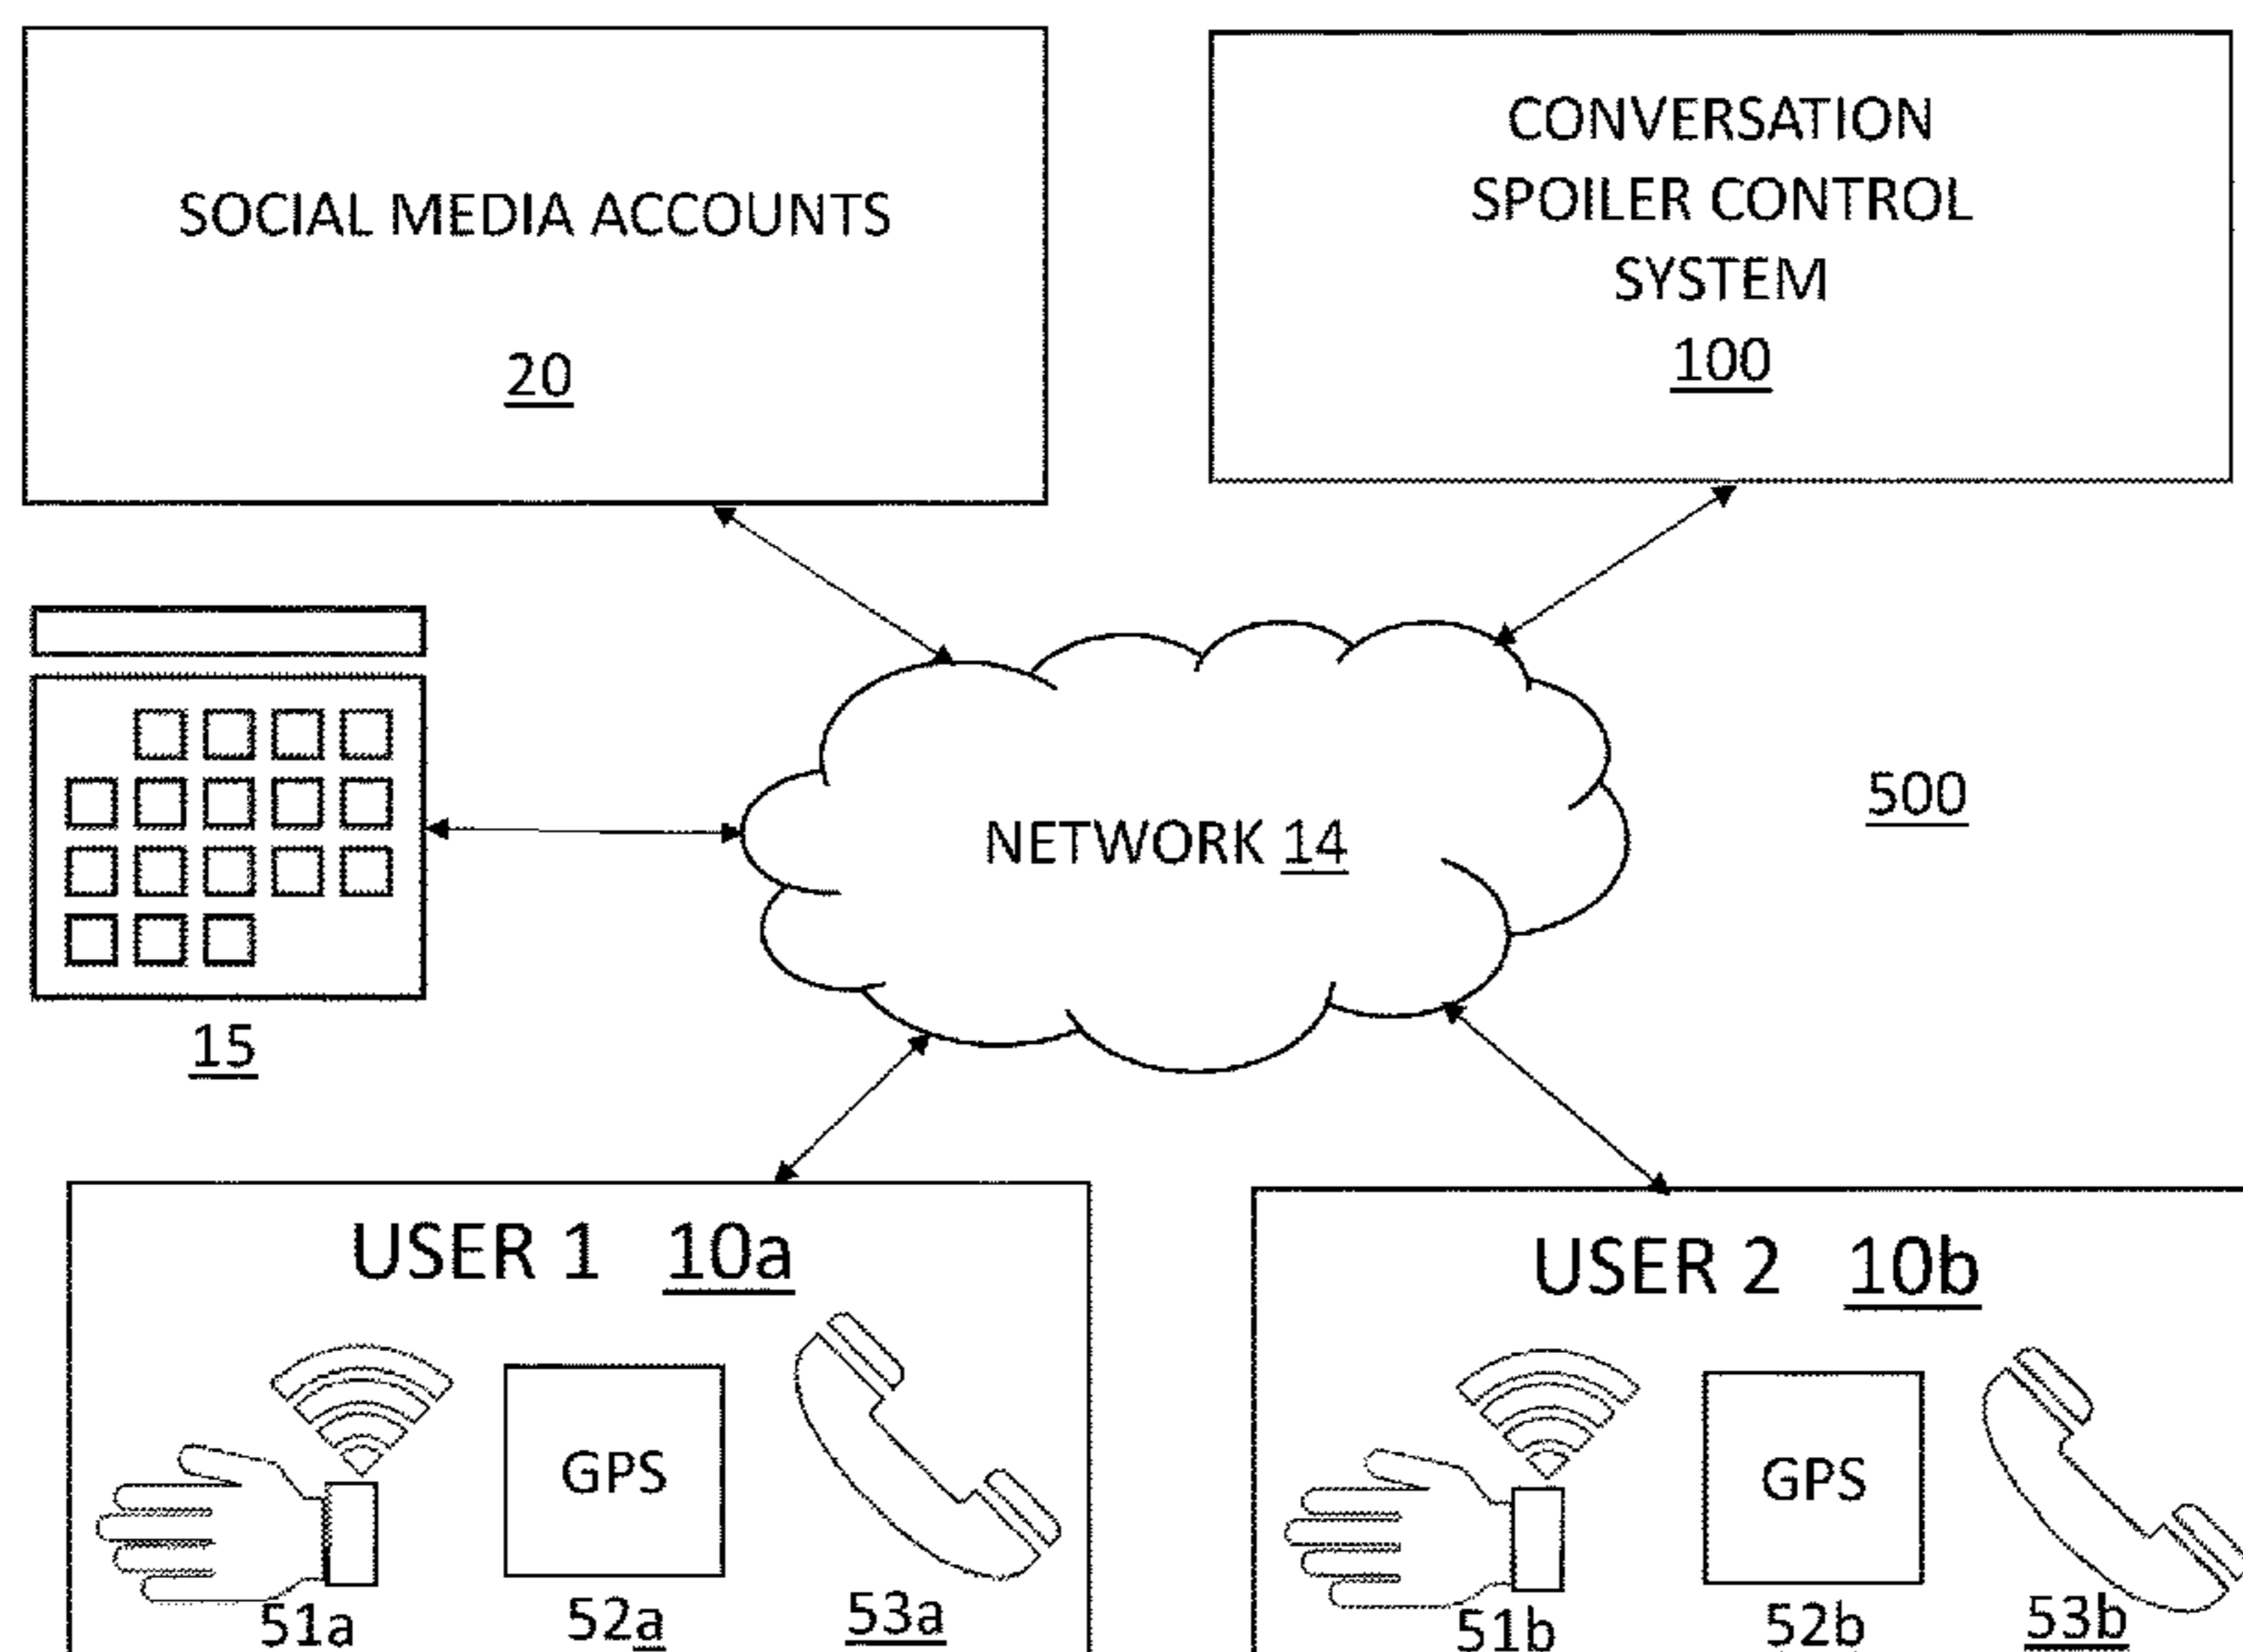 SOCIAL MEDIA ACCOUNTS
20
CONVERSATION
SPOILER CONTROL
SYSTEM
100
NETWORK 14
500
15
USER 1 10a
GPS
51a
52a
53a
USER 2 10b
GPS
51b
52b
53b